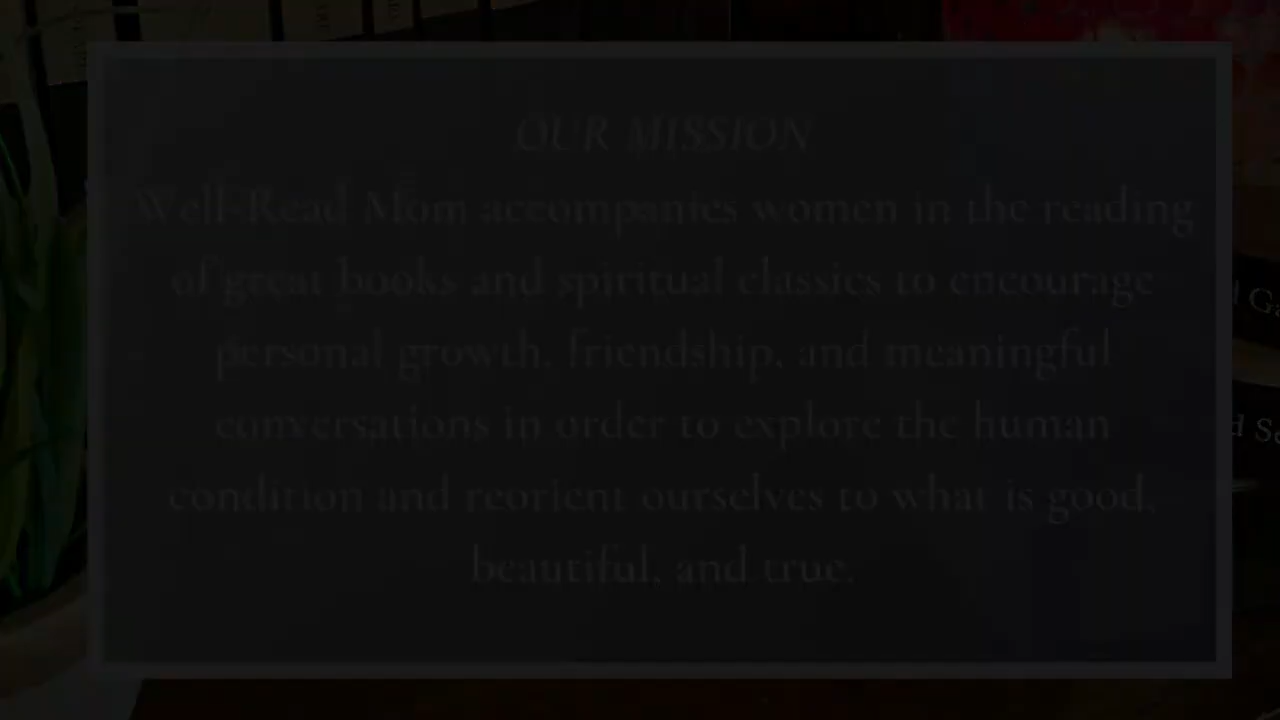 OUR MISSION
Well-Read Mom accompanies women in the reading
of great books and spiritual classics to encourage
personal growth, friendship, and meaningful
conversations in order to explore the human
condition and reorient ourselves to what is good,
beautiful, and true.